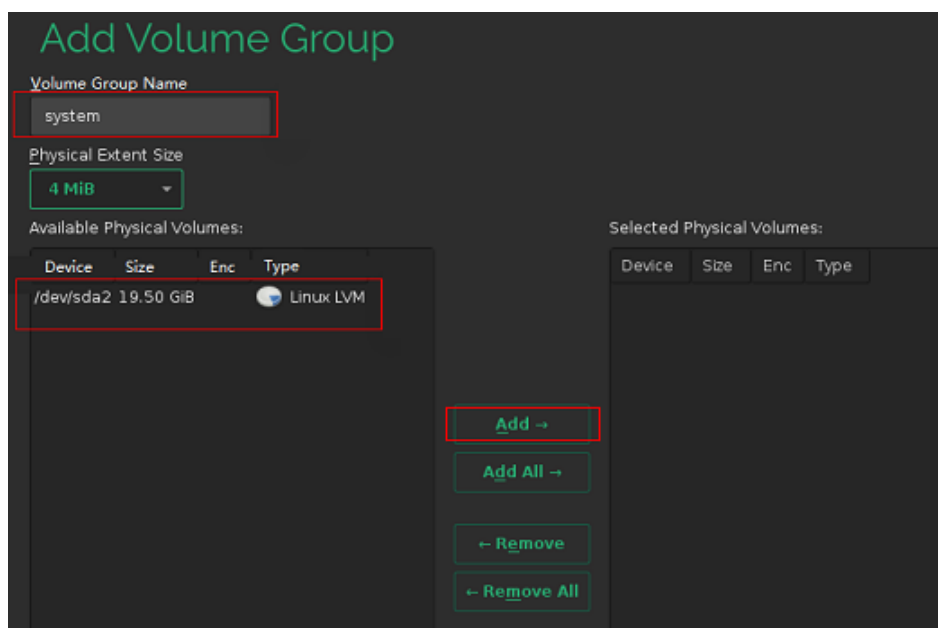 Add Volume Group
Volume Group Name
system
Physical Extent Size
4 MiB
Available Physical Volumes:
Device Size Enc Type
/dev/sda2 19.50 GiB Linux LVM
Add →
Add All →
← Remove
← Remove All
Selected Physical Volumes:
Device Size Enc Type